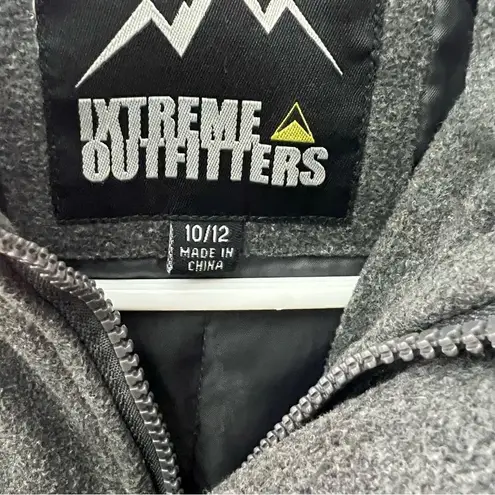 IXTREME
OUTFITTERS
10/12
MADE IN
CHINA